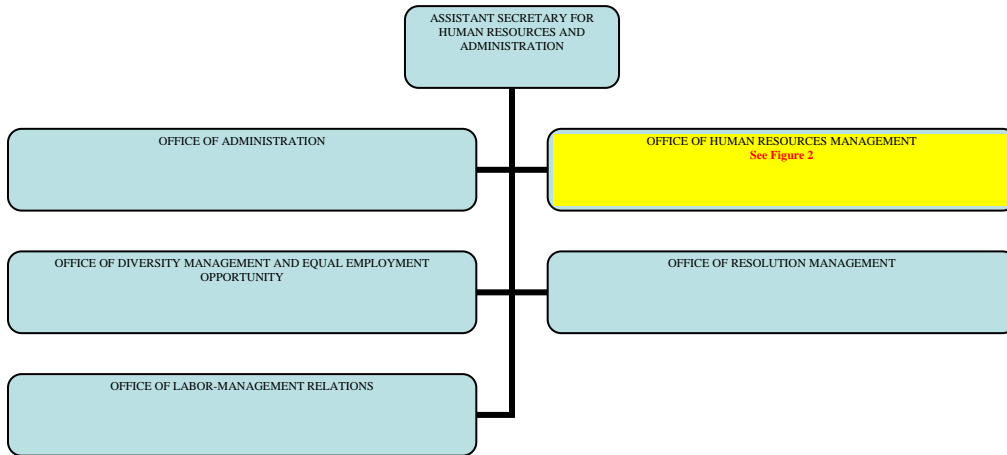 ASSISTANT SECRETARY FOR
HUMAN RESOURCES AND
ADMINISTRATION
OFFICE OF ADMINISTRATION
OFFICE OF HUMAN RESOURCES MANAGEMENT
See Figure 2
OFFICE OF DIVERSITY MANAGEMENT AND EQUAL EMPLOYMENT
OPPORTUNITY
OFFICE OF RESOLUTION MANAGEMENT
OFFICE OF LABOR-MANAGEMENT RELATIONS